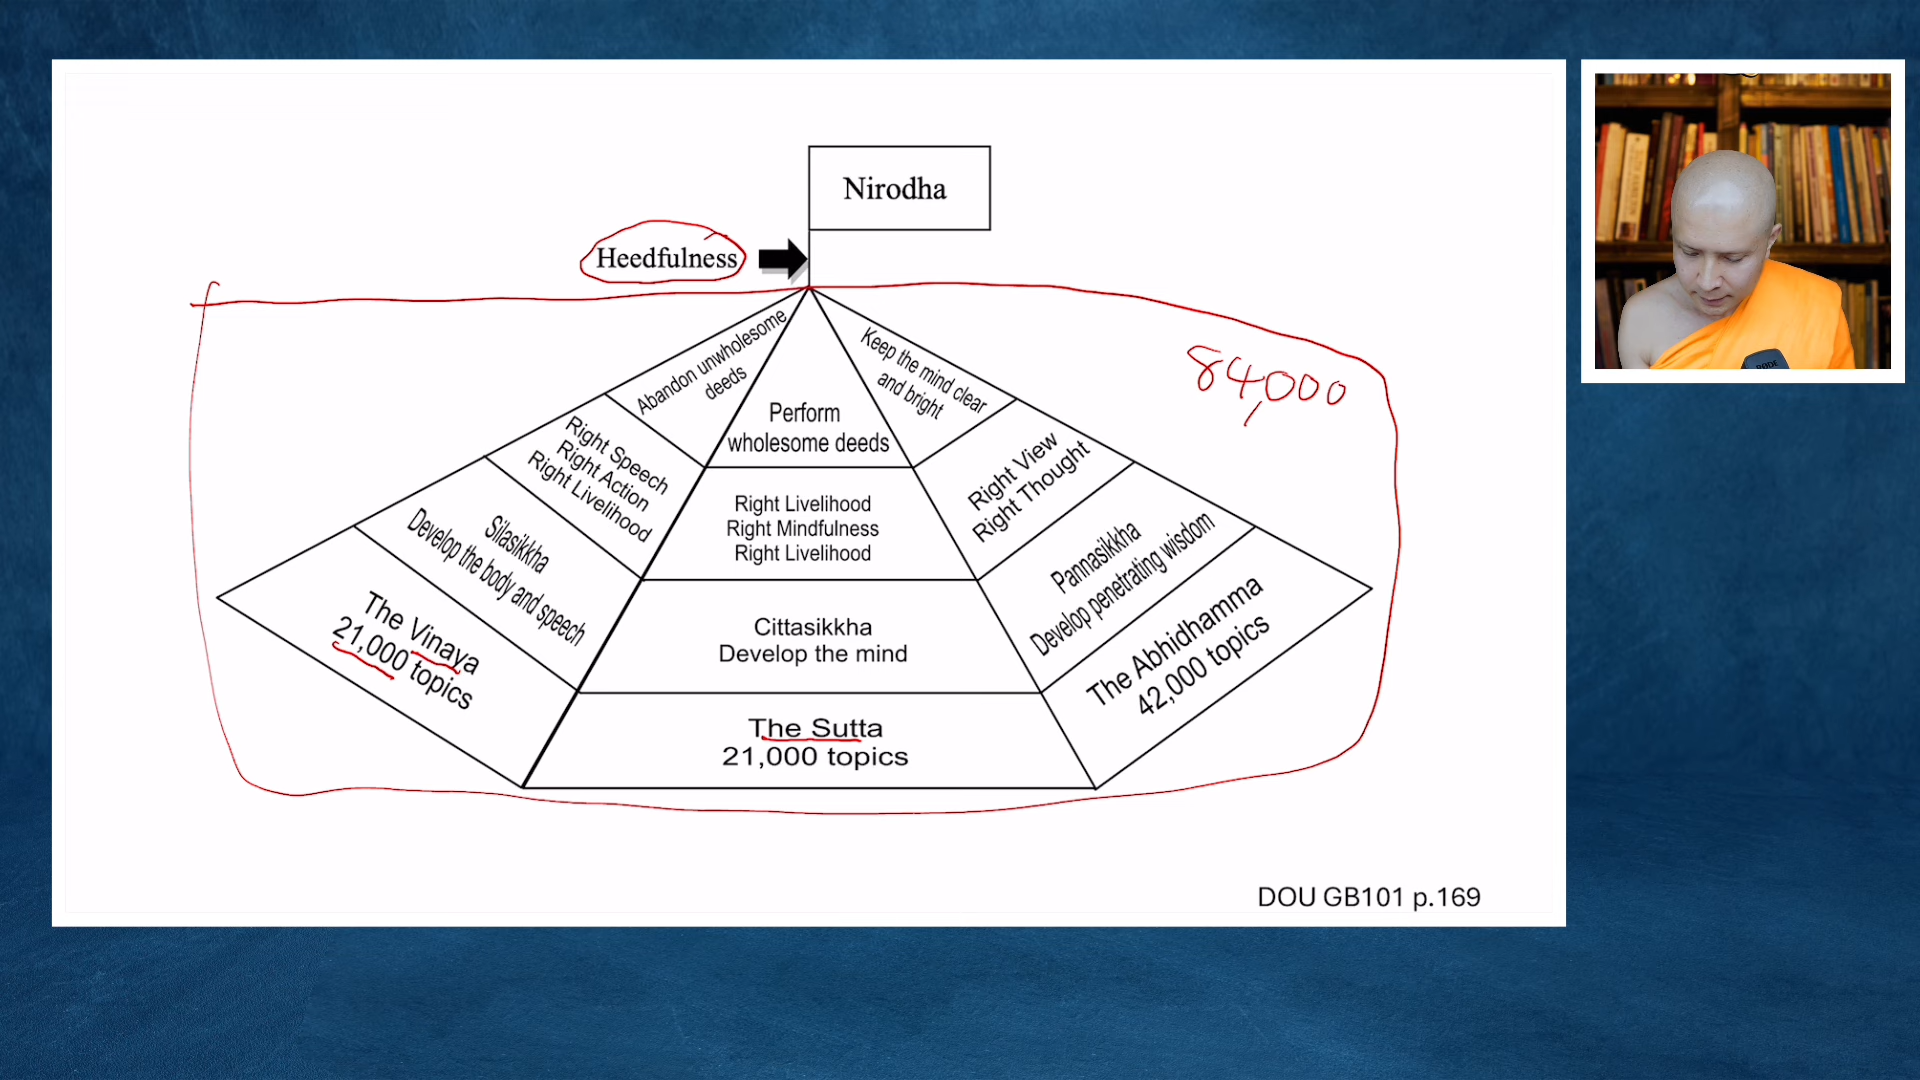 Nirodha
Heedfulness
84,000
Abandon unwholesome
deeds
Perform
wholesome deeds
Keep the mind clear
and bright
Right Speech
Right Action
Right Livelihood
Right Livelihood
Right Mindfulness
Right Livelihood
Right View
Right Thought
Silasikkha
Develop the body and speech
Cittasikkha
Develop the mind
Pannasikkha
Develop penetrating wisdom
The Vinaya
21,000 topics
The Sutta
21,000 topics
The Abhidhamma
42,000 topics
DOU GB101 p.169
RODE